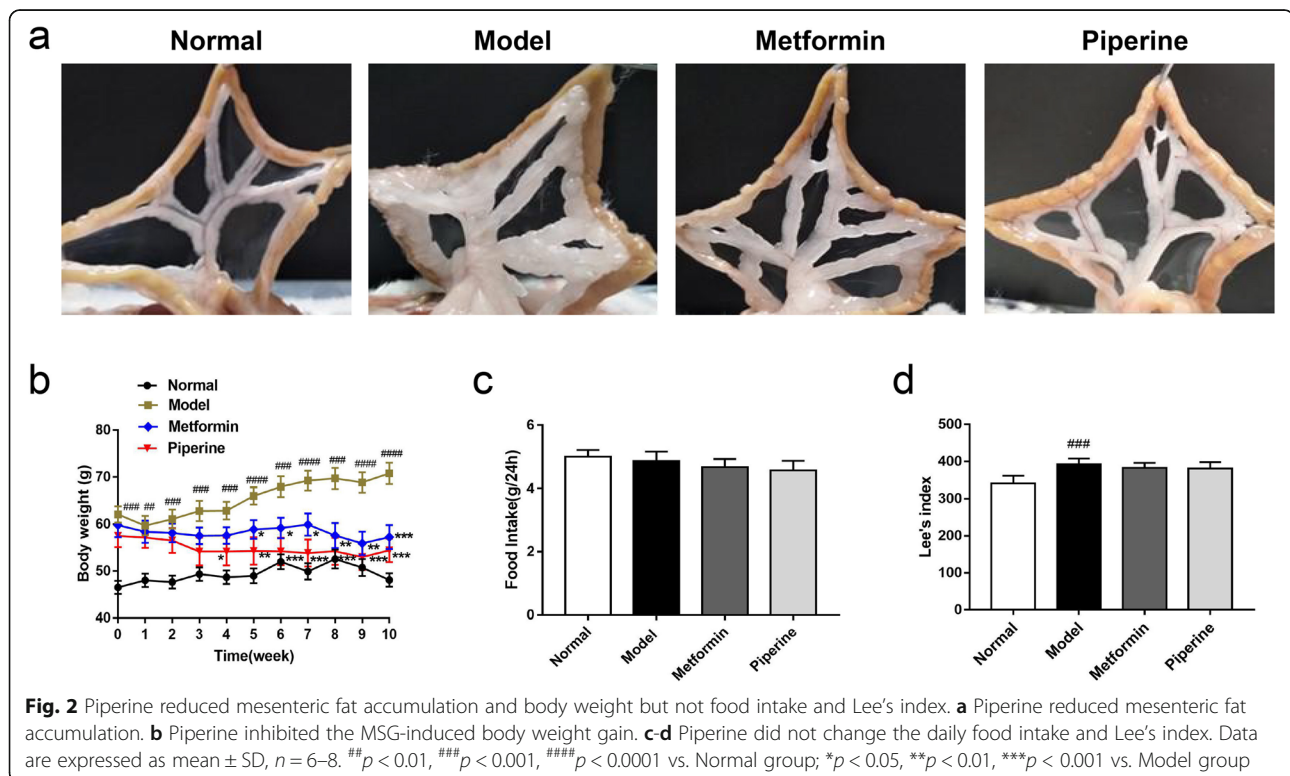 a
Normal Model Metformin Piperine
b
Normal
Model
Metformin
Piperine
Body weight (g)
80
70
60
50
40
### ## ### ### ### #### ### #### ### #### ####
* * * ** ** ***
* ** *** *** *** *** ***
0 1 2 3 4 5 6 7 8 9 10
Time(week)
c
Food Intake(g/24h)
6
4
2
0
Normal Model Metformin Piperine
d
Lee's index
500
400
300
200
100
0
###
Normal Model Metformin Piperine
Fig. 2 Piperine reduced mesenteric fat accumulation and body weight but not food intake and Lee's index. a Piperine reduced mesenteric fat
accumulation. b Piperine inhibited the MSG-induced body weight gain. c-d Piperine did not change the daily food intake and Lee's index. Data
are expressed as mean ± SD, n = 6–8. ##p < 0.01, ###p < 0.001, ####p < 0.0001 vs. Normal group; *p < 0.05, **p < 0.01, ***p < 0.001 vs. Model group